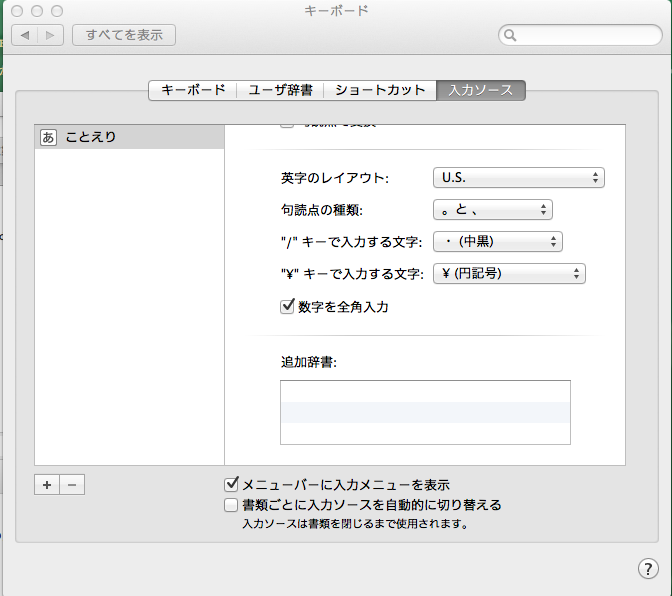 キーボード
すべてを表示
キーボード ユーザ辞書 ショートカット 入力ソース
あ ことえり
英字のレイアウト: U.S.
句読点の種類: 。と 、
"/" キーで入力する文字: ・ (中黒)
"¥" キーで入力する文字: ¥ (円記号)
数字を全角入力
追加辞書:
+ −
メニューバーに入力メニューを表示
書類ごとに入力ソースを自動的に切り替える
入力ソースは書類を閉じるまで使用されます。
?